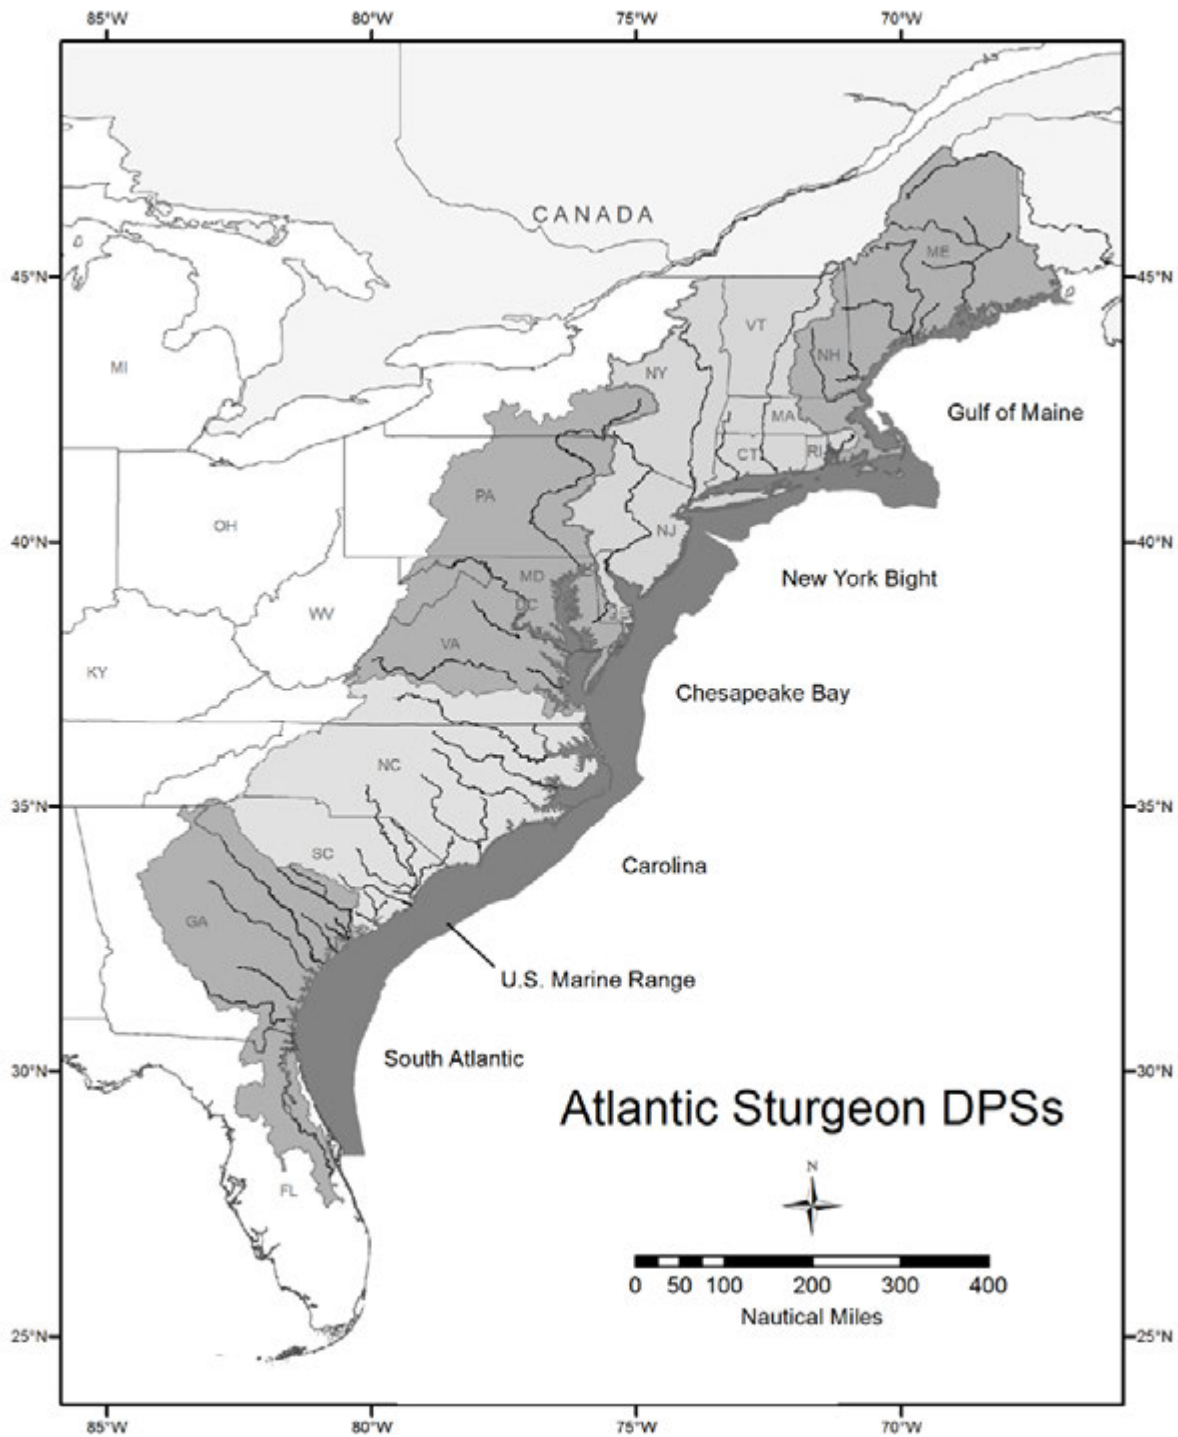 85°W 80°W 75°W 70°W
CANADA
ME
45°N 45°N
VT
NH
MI
NY
Gulf of Maine
MA
CT RI
PA
OH
NJ
40°N 40°N
MD
New York Bight
DC
DE
WV
VA
KY
Chesapeake Bay
NC
35°N 35°N
SC
Carolina
GA
U.S. Marine Range
South Atlantic
30°N 30°N
Atlantic Sturgeon DPSs
N
FL
0 50 100 200 300 400
Nautical Miles
25°N 25°N
85°W 80°W 75°W 70°W